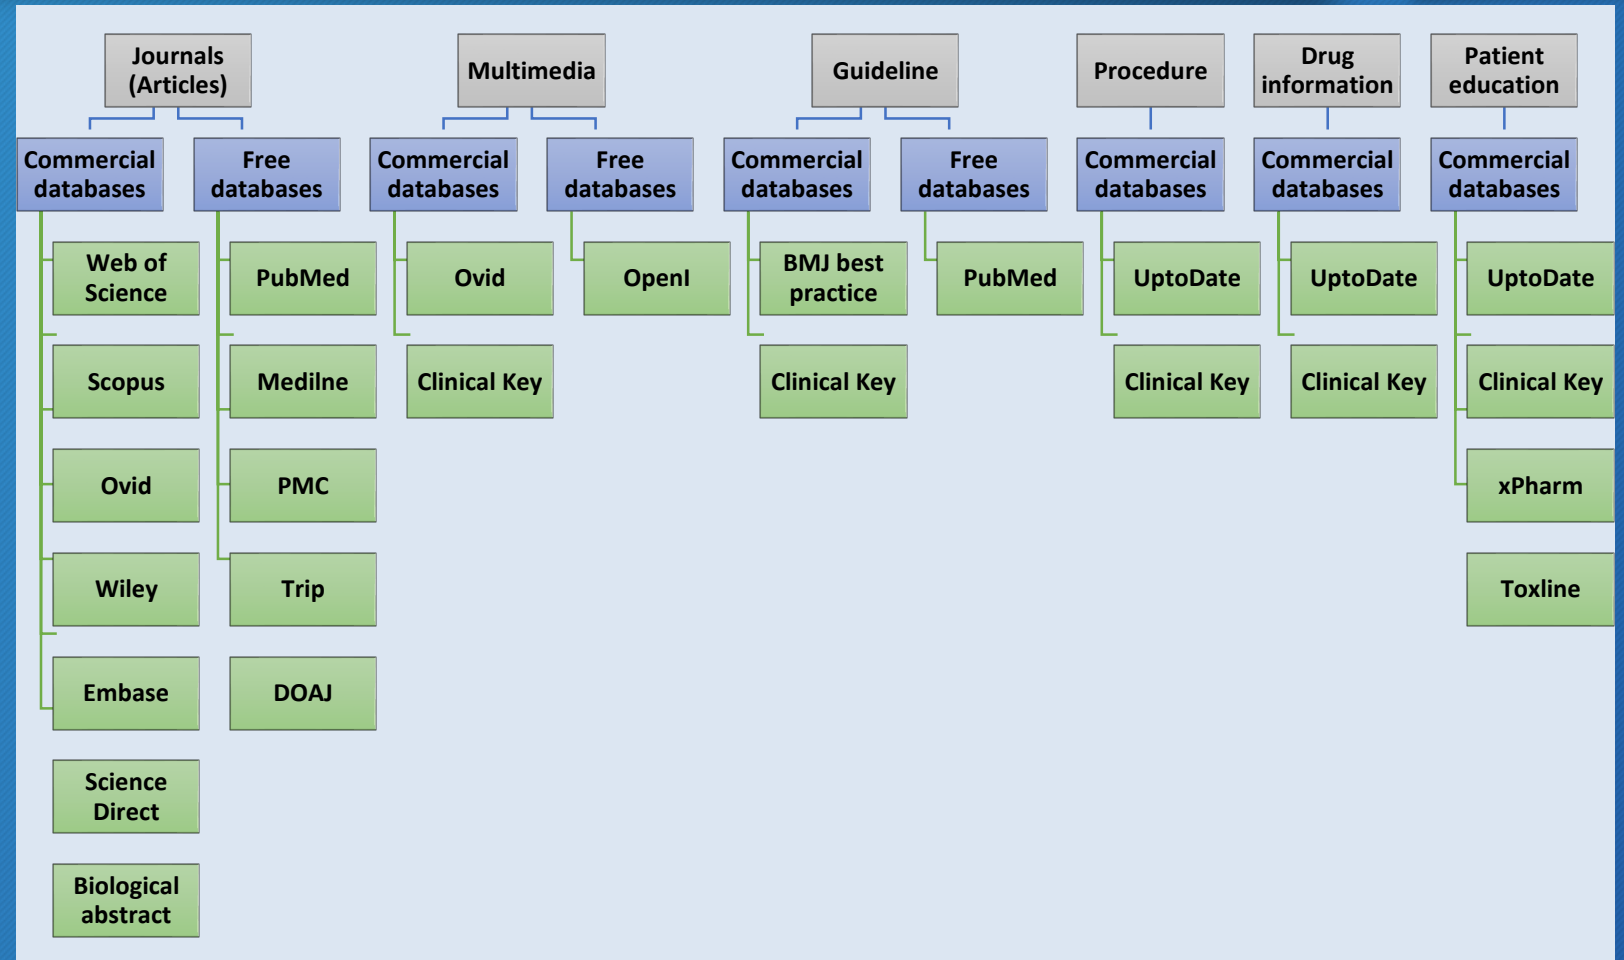 Journals
(Articles)
Multimedia
Guideline
Procedure
Drug
information
Patient
education
Commercial
databases
Free
databases
Commercial
databases
Free
databases
Commercial
databases
Free
databases
Commercial
databases
Commercial
databases
Commercial
databases
Web of
Science
PubMed
Ovid
OpenI
BMJ best
practice
PubMed
UptoDate
UptoDate
UptoDate
Scopus
Medilne
Clinical Key
Clinical Key
Clinical Key
Clinical Key
Clinical Key
Ovid
PMC
xPharm
Wiley
Trip
Toxline
Embase
DOAJ
Science
Direct
Biological
abstract